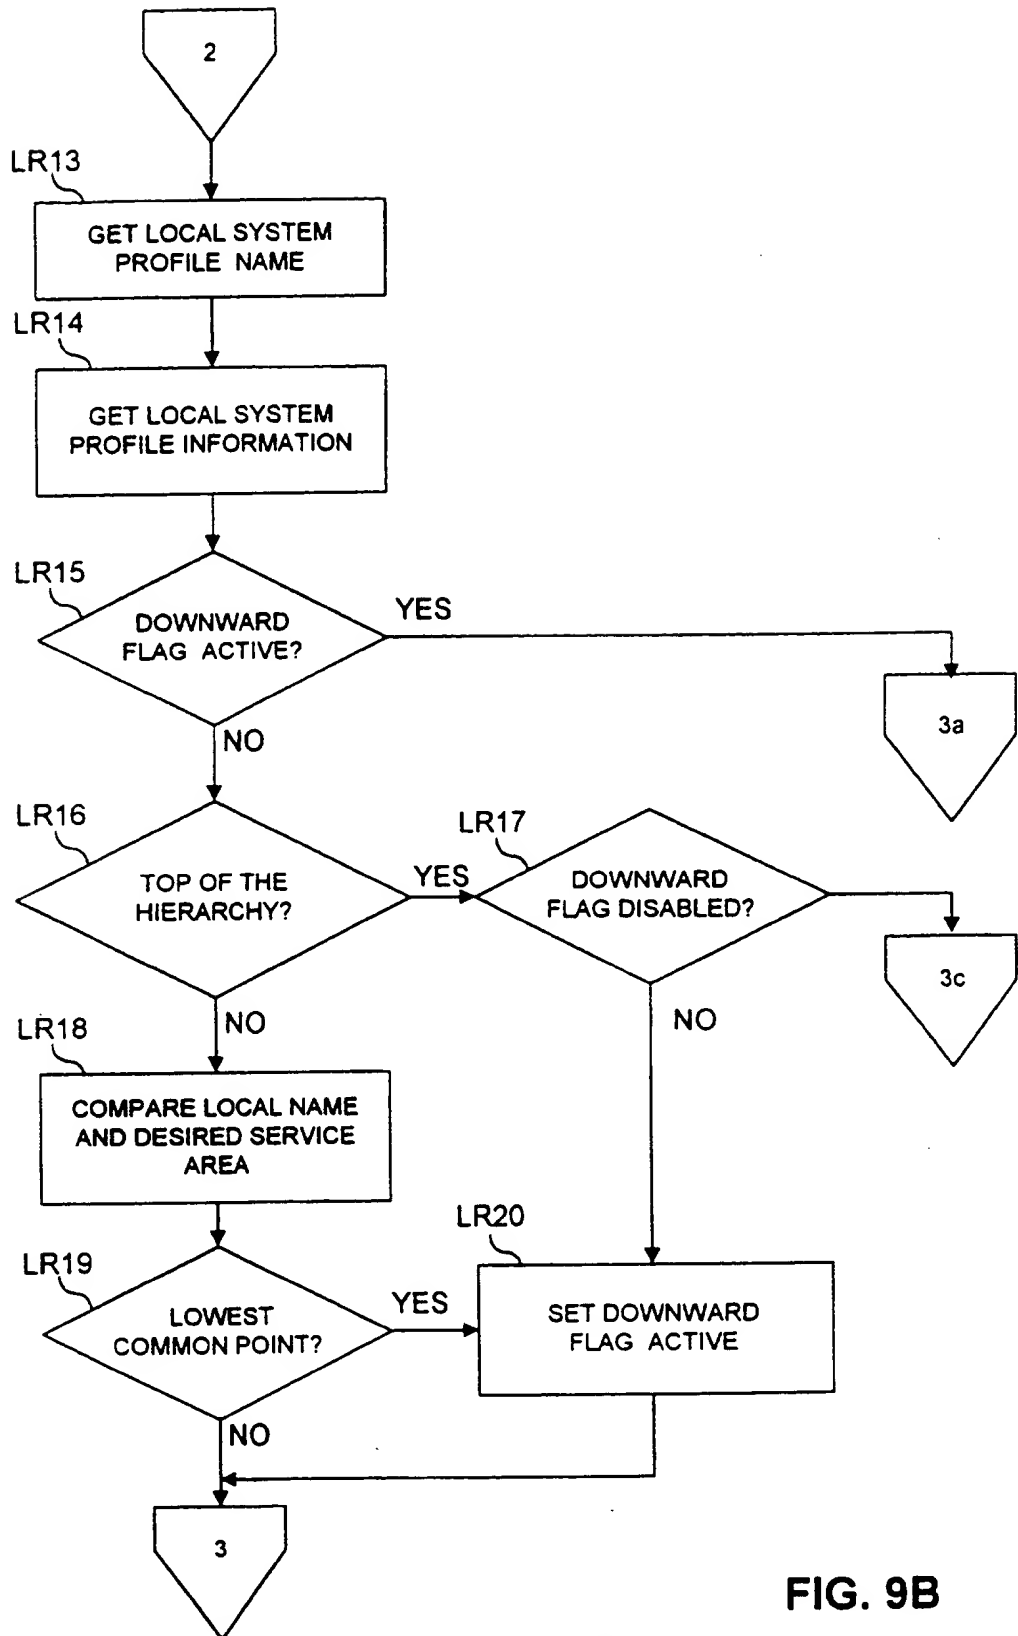 2
LR13
GET LOCAL SYSTEM
PROFILE NAME
LR14
GET LOCAL SYSTEM
PROFILE INFORMATION
LR15
DOWNWARD
FLAG ACTIVE?
YES
3a
NO
LR16
TOP OF THE
HIERARCHY?
YES
LR17
DOWNWARD
FLAG DISABLED?
3c
NO
NO
LR18
COMPARE LOCAL NAME
AND DESIRED SERVICE
AREA
LR19
LOWEST
COMMON POINT?
YES
LR20
SET DOWNWARD
FLAG ACTIVE
NO
3
FIG. 9B